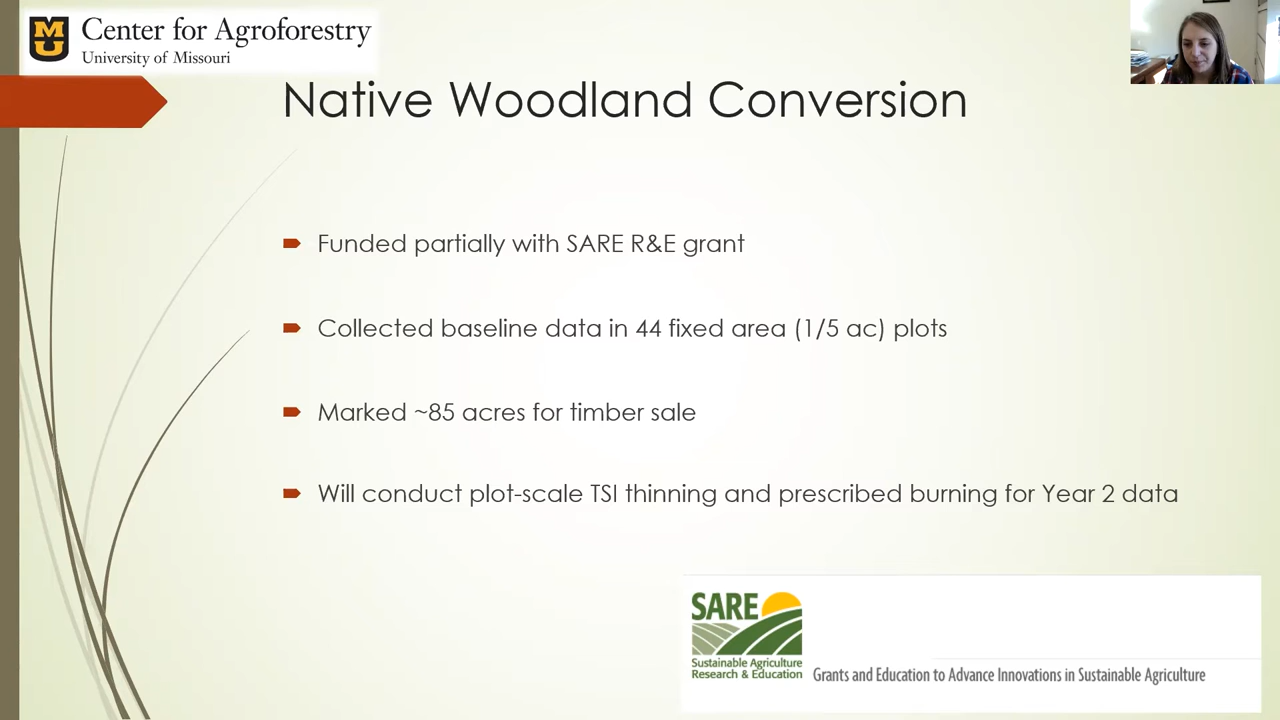 MU
Center for Agroforestry
University of Missouri
Native Woodland Conversion
Funded partially with SARE R&E grant
Collected baseline data in 44 fixed area (1/5 ac) plots
Marked ~85 acres for timber sale
Will conduct plot-scale TSI thinning and prescribed burning for Year 2 data
SARE
Sustainable Agriculture
Research & Education
Grants and Education to Advance Innovations in Sustainable Agriculture